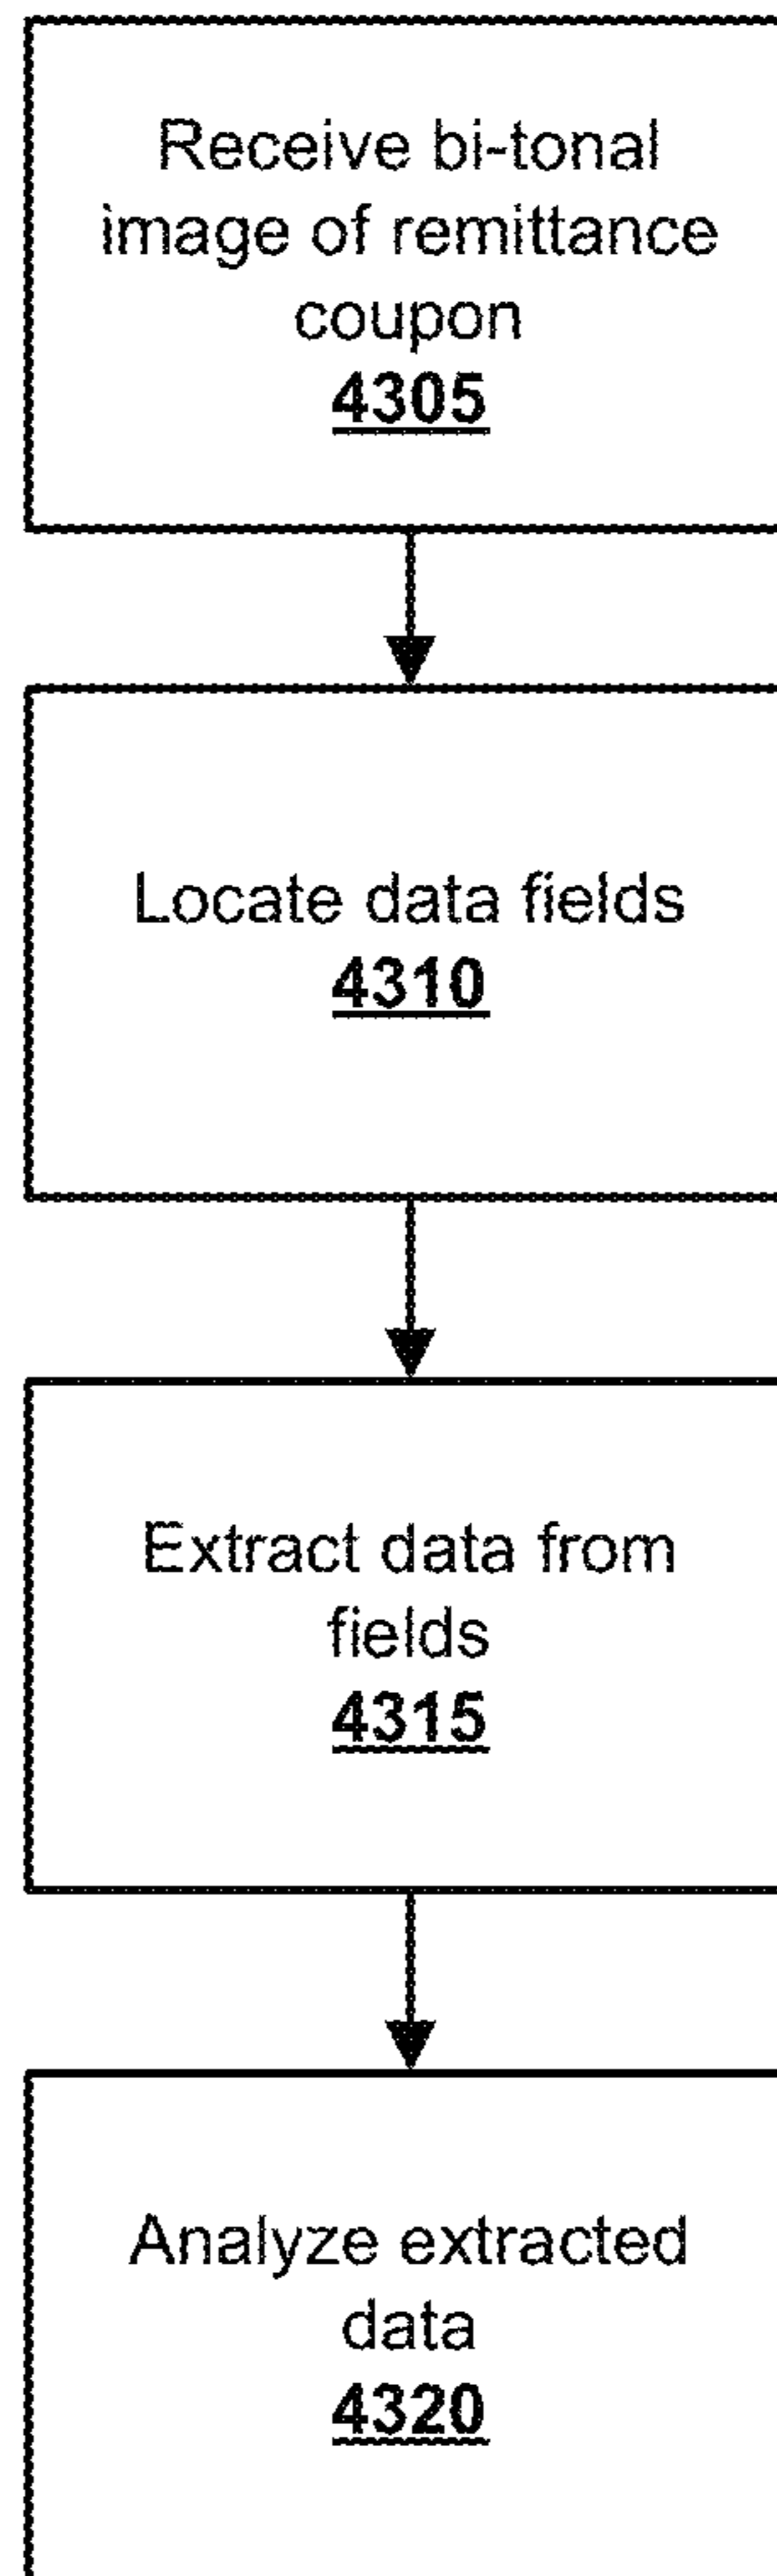 Receive bi-tonal
image of remittance
coupon
4305
Locate data fields
4310
Extract data from
fields
4315
Analyze extracted
data
4320